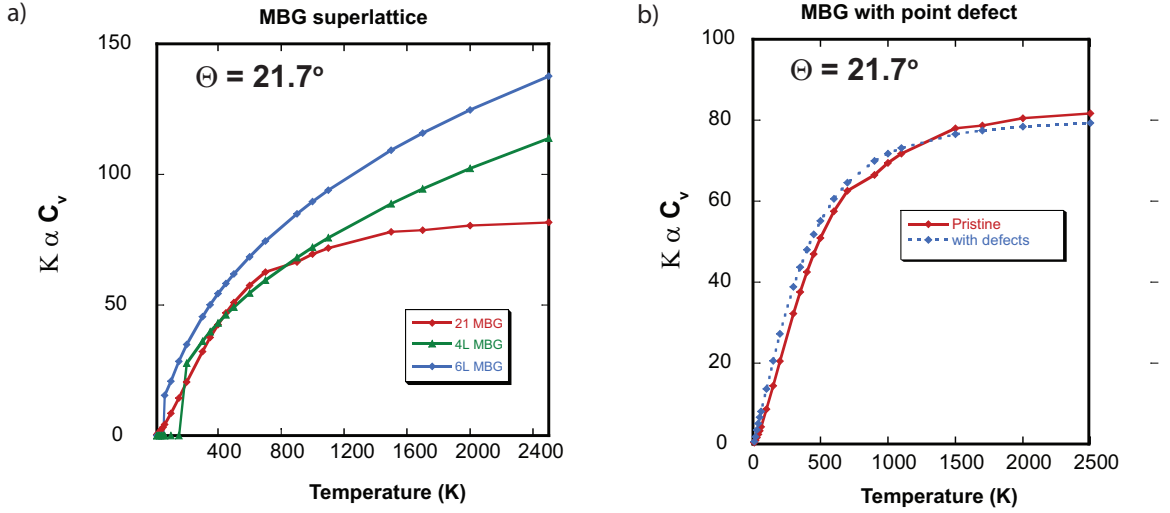 a)
MBG superlattice
Θ = 21.7°
150
100
50
0
K α Cv
400
800
1200
1600
2000
2400
Temperature (K)
21 MBG
4L MBG
6L MBG
b)
MBG with point defect
Θ = 21.7°
100
80
60
40
20
0
K α Cv
0
500
1000
1500
2000
2500
Temperature (K)
Pristine
with defects